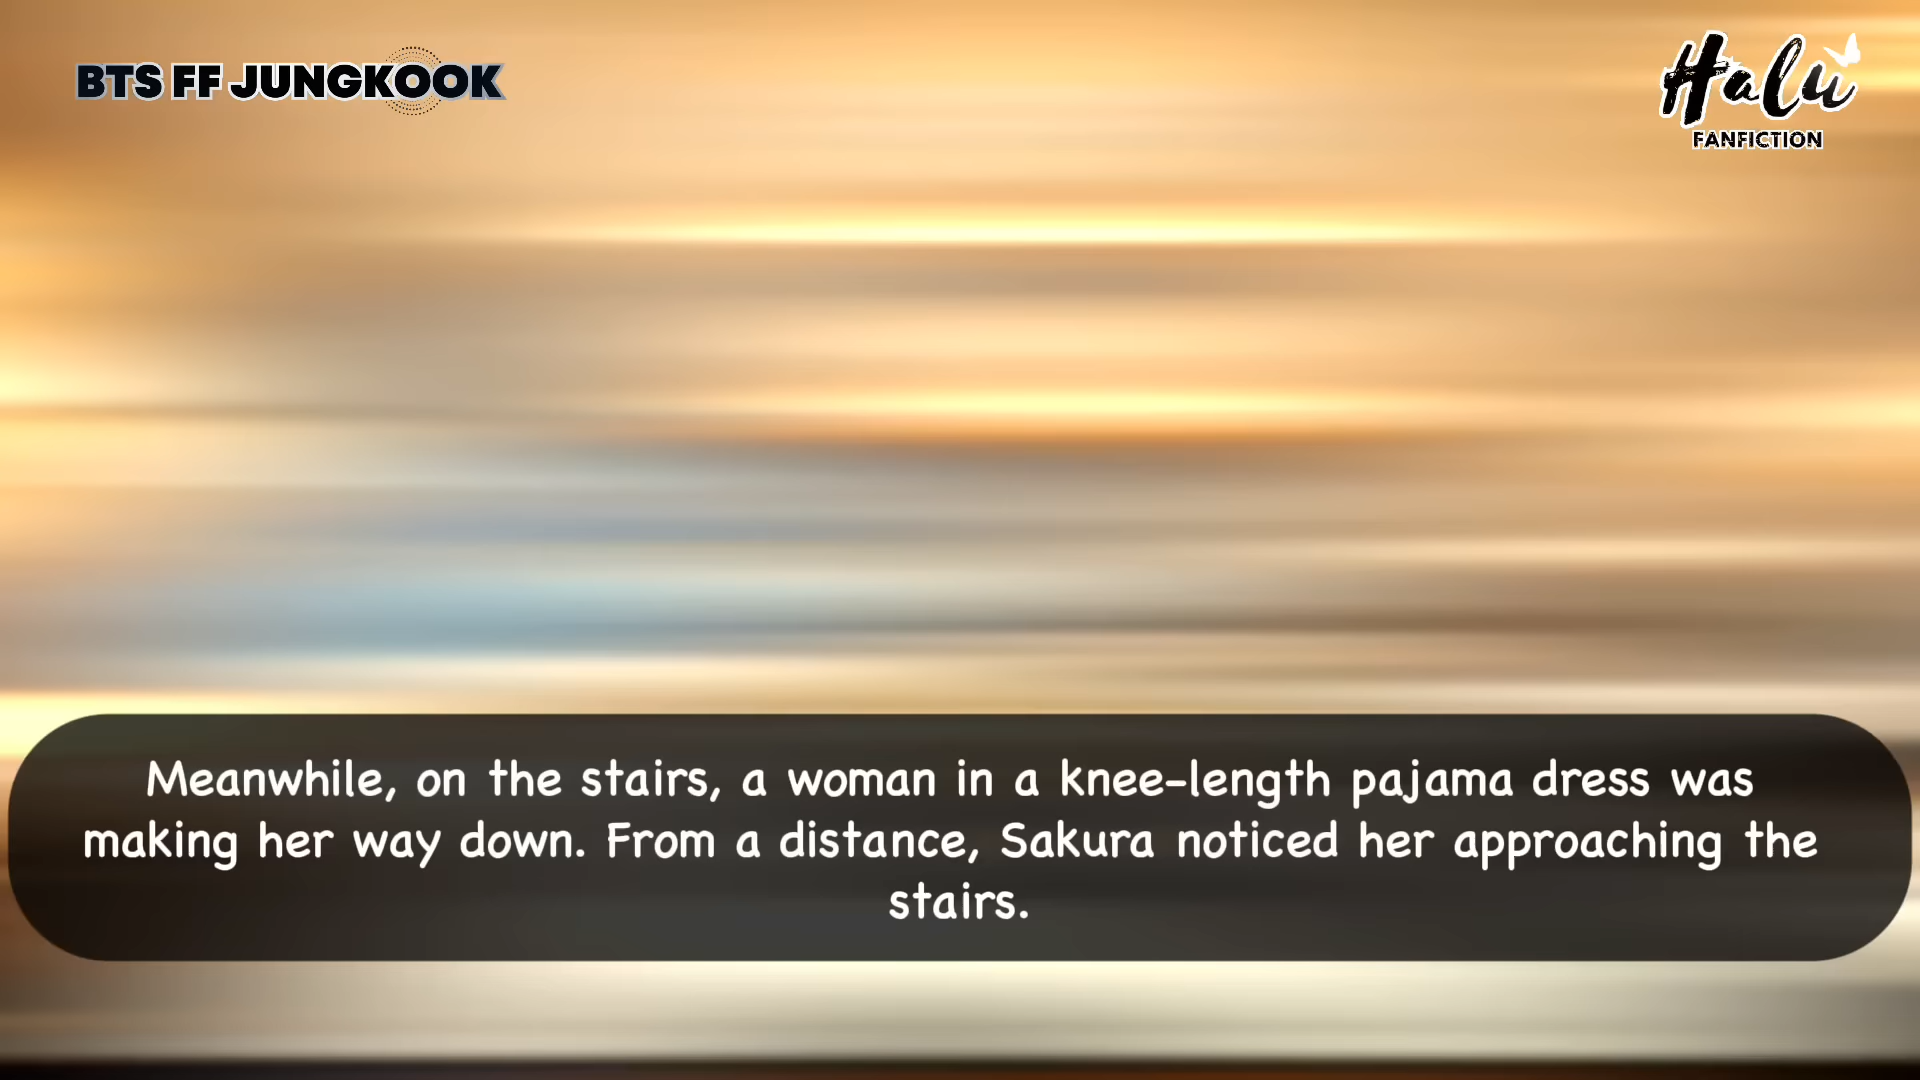 BTS FF JUNGKOOK
Halu
FANFICTION
Meanwhile, on the stairs, a woman in a knee-length pajama dress was
making her way down. From a distance, Sakura noticed her approaching the
stairs.